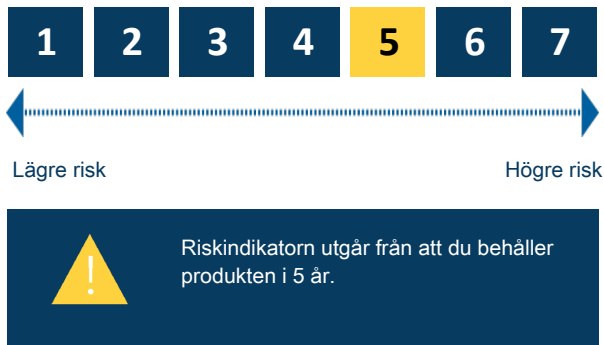 1 2 3 4 5 6 7
Lägre risk Högre risk
!
Riskindikatorn utgår från att du behåller
produkten i 5 år.